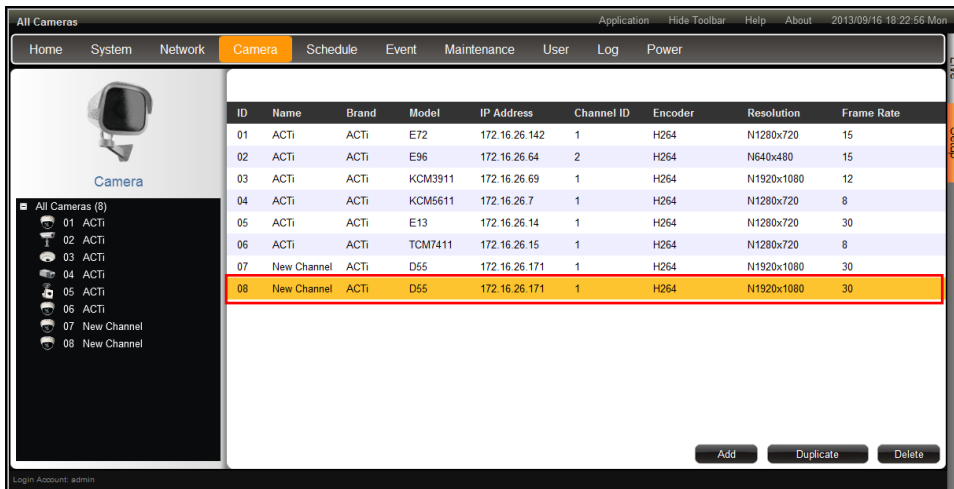 All Cameras Application Hide Toolbar Help About 2013/09/16 18:22:56 Mon
Home System Network Camera Schedule Event Maintenance User Log Power
Live
Setup
Camera
All Cameras (8)
01 ACTi
02 ACTi
03 ACTi
04 ACTi
05 ACTi
06 ACTi
07 New Channel
08 New Channel
ID Name Brand Model IP Address Channel ID Encoder Resolution Frame Rate
01 ACTi ACTi E72 172.16.26.142 1 H264 N1280x720 15
02 ACTi ACTi E96 172.16.26.64 2 H264 N640x480 15
03 ACTi ACTi KCM3911 172.16.26.69 1 H264 N1920x1080 12
04 ACTi ACTi KCM5611 172.16.26.7 1 H264 N1280x720 8
05 ACTi ACTi E13 172.16.26.14 1 H264 N1280x720 30
06 ACTi ACTi TCM7411 172.16.26.15 1 H264 N1280x720 8
07 New Channel ACTi D55 172.16.26.171 1 H264 N1920x1080 30
08 New Channel ACTi D55 172.16.26.171 1 H264 N1920x1080 30
Add Duplicate Delete
Login Account: admin